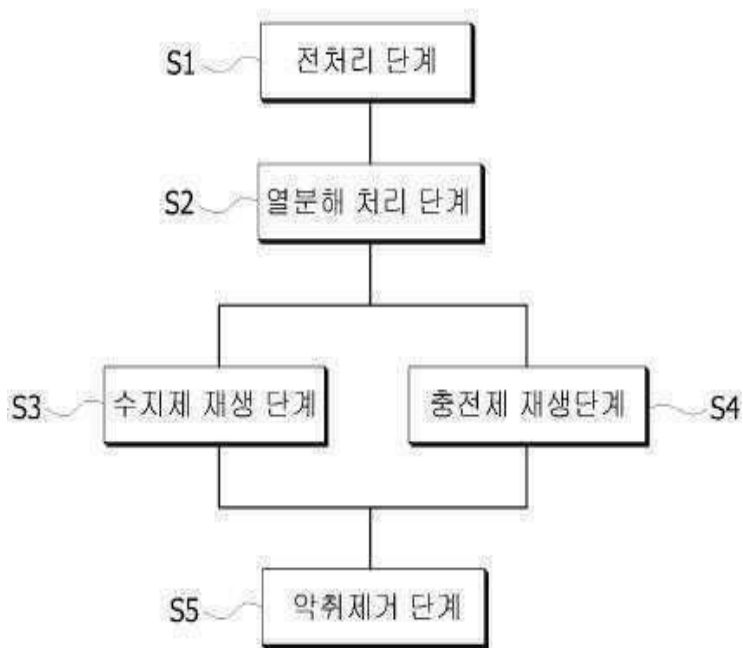 S1 전처리 단계
S2 열분해 처리 단계
S3 수지제 재생 단계
충전제 재생단계 S4
S5 악취제거 단계